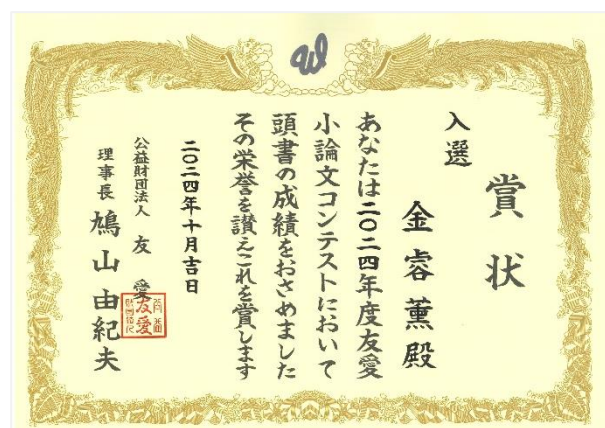 賞状
入選
金容薫殿
あなたは二〇二四年度友愛
小論文コンテストにおいて
頭書の成績をおさめました
その栄誉を讃えこれを賞します
二〇二四年十月吉日
公益財団法人 友愛
理事長 鳩山由紀夫
友愛